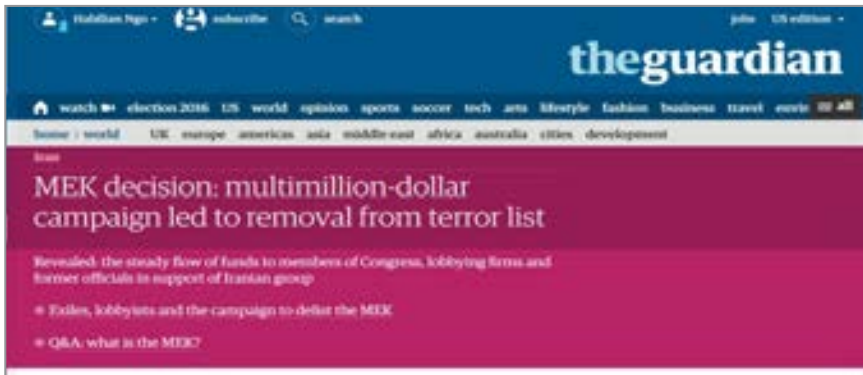 Habilian Ngo
subscribe
search
jobs US edition
theguardian
watch election 2016 US world opinion sports soccer tech arts lifestyle fashion business travel enviro all
home › world UK europe americas asia middle-east africa australia cities development
Iran
MEK decision: multimillion-dollar
campaign led to removal from terror list
Revealed: the steady flow of funds to members of Congress, lobbying firms and
former officials in support of Iranian group
Exiles, lobbyists and the campaign to delist the MEK
Q&A: what is the MEK?